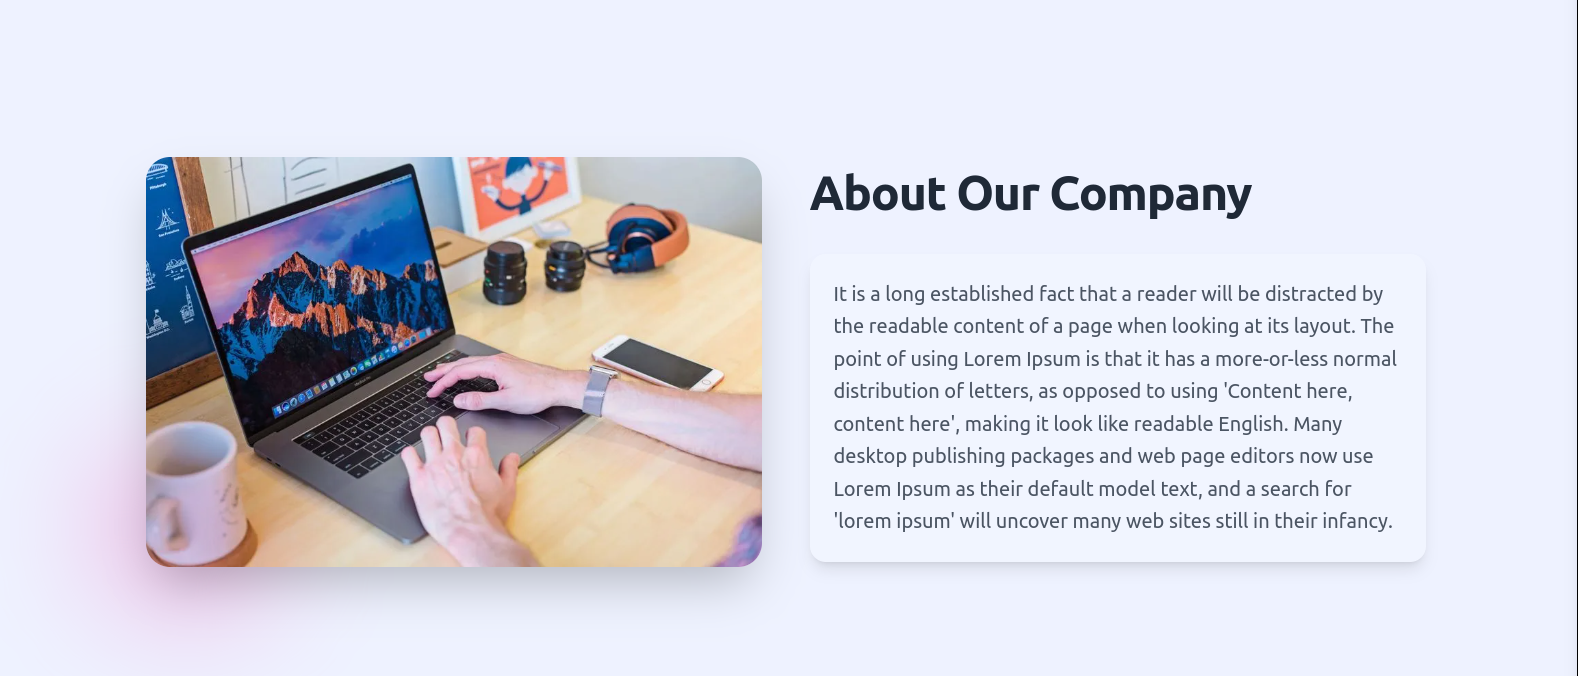 About Our Company
It is a long established fact that a reader will be distracted by
the readable content of a page when looking at its layout. The
point of using Lorem Ipsum is that it has a more-or-less normal
distribution of letters, as opposed to using 'Content here,
content here', making it look like readable English. Many
desktop publishing packages and web page editors now use
Lorem Ipsum as their default model text, and a search for
'lorem ipsum' will uncover many web sites still in their infancy.